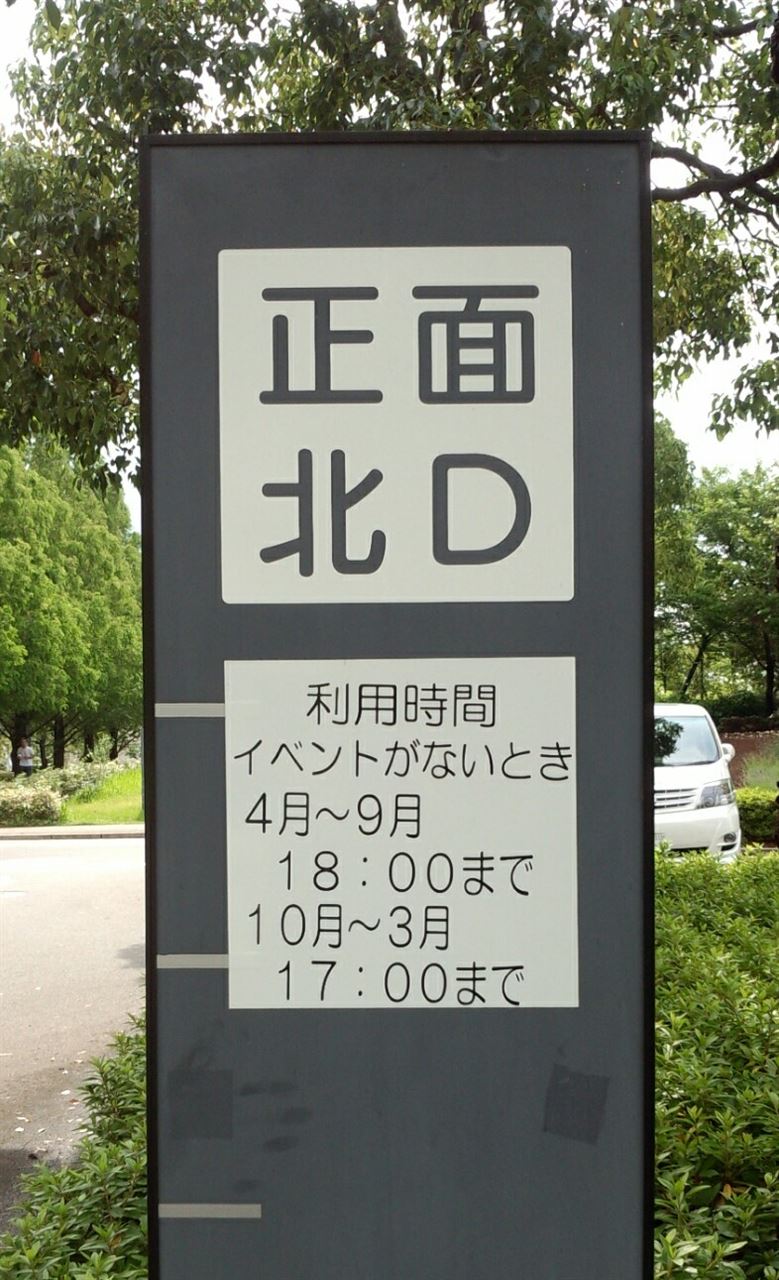 正面
北D
利用時間
イベントがないとき
4月～9月
18：00まで
10月～3月
17：00まで